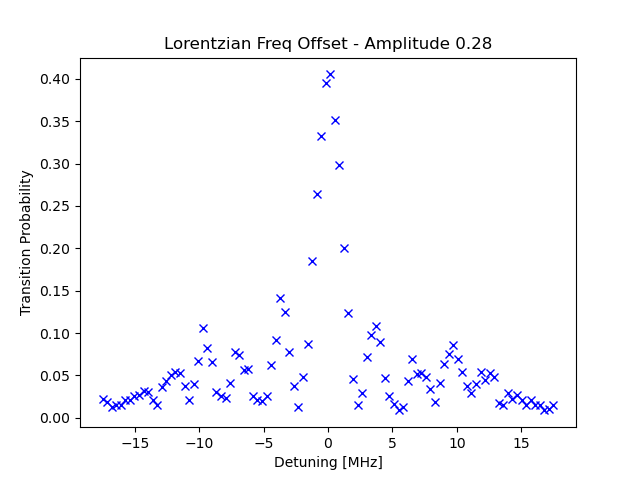 Lorentzian Freq Offset - Amplitude 0.28
Transition Probability
0.40
0.35
0.30
0.25
0.20
0.15
0.10
0.05
0.00
−15 −10 −5 0 5 10 15
Detuning [MHz]